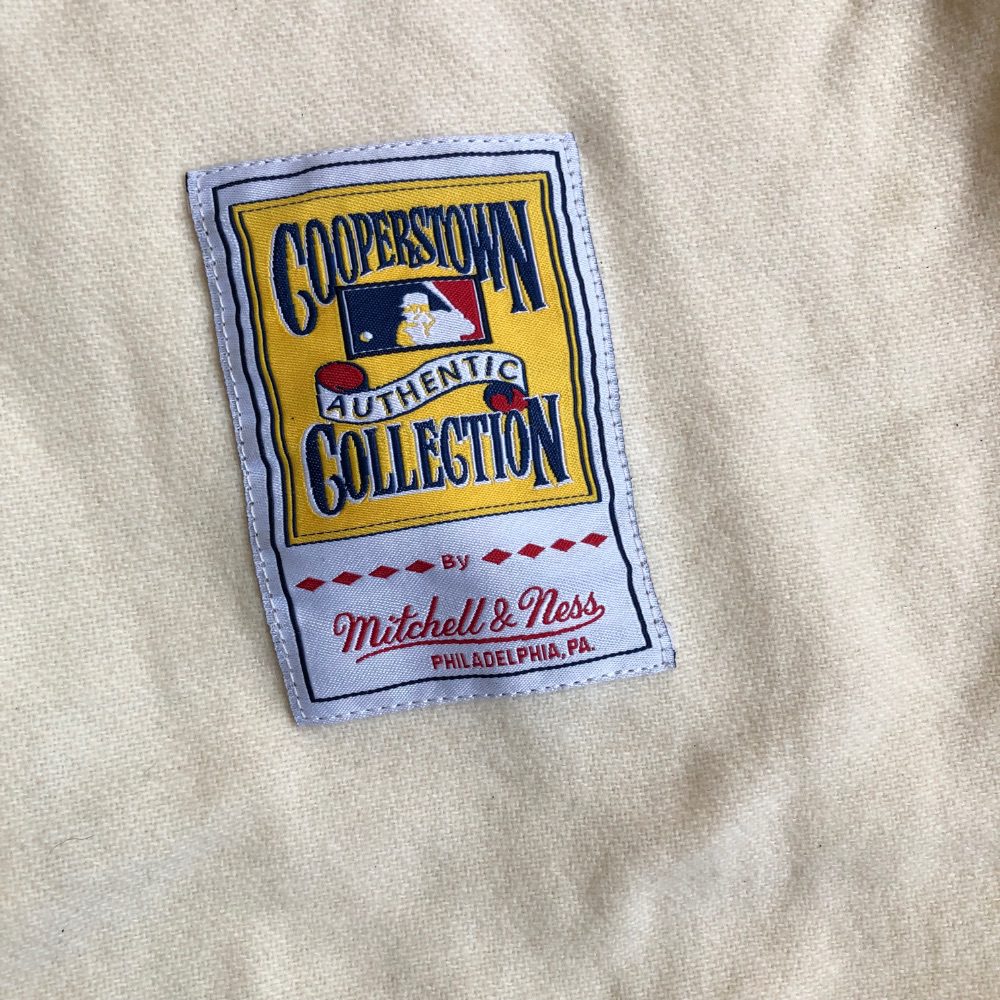 COOPERSTOWN
AUTHENTIC
COLLECTION
By
Mitchell & Ness
PHILADELPHIA, PA.